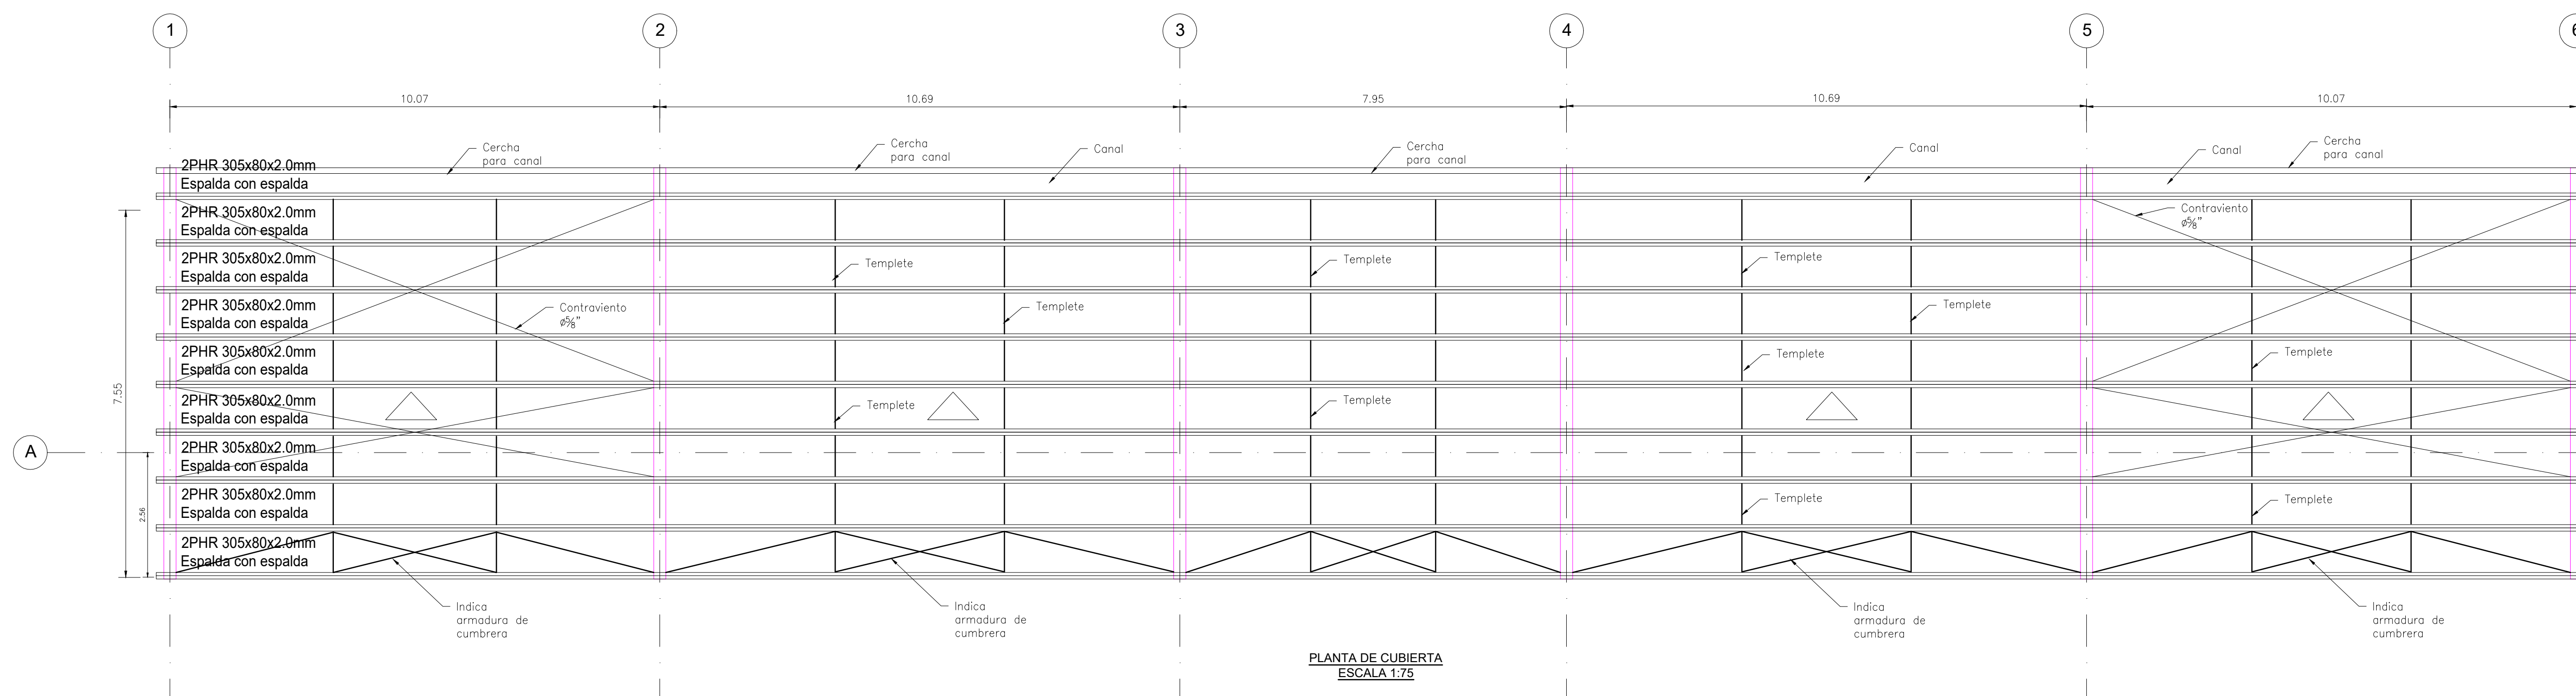 1
2
3
4
5
6
10.07
10.69
7.95
10.69
10.07
Cercha
para canal
Cercha
para canal
Canal
Cercha
para canal
Canal
Canal
Cercha
para canal
2PHR 305x80x2.0mm
Espalda con espalda
2PHR 305x80x2.0mm
Espalda con espalda
Contraviento
ø⅝"
2PHR 305x80x2.0mm
Espalda con espalda
Templete
Templete
Templete
2PHR 305x80x2.0mm
Espalda con espalda
Contraviento
ø⅝"
Templete
Templete
2PHR 305x80x2.0mm
Espalda con espalda
Templete
Templete
7.55
2PHR 305x80x2.0mm
Espalda con espalda
Templete
Templete
A
2PHR 305x80x2.0mm
Espalda con espalda
2.56
2PHR 305x80x2.0mm
Espalda con espalda
Templete
Templete
2PHR 305x80x2.0mm
Espalda con espalda
Indica
armadura de
cumbrera
Indica
armadura de
cumbrera
Indica
armadura de
cumbrera
Indica
armadura de
cumbrera
PLANTA DE CUBIERTA
ESCALA 1:75